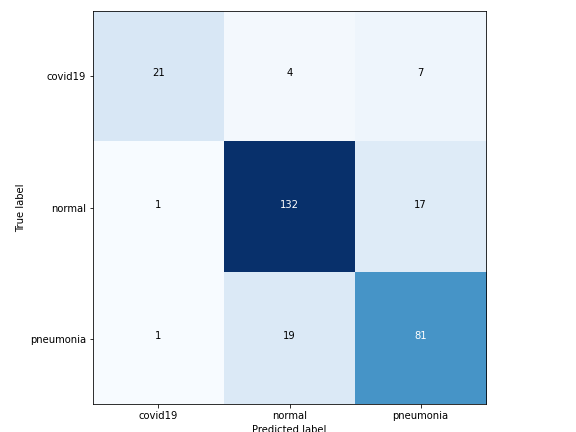 covid19 21 4 7
True label
normal 1 132 17
pneumonia 1 19 81
covid19 normal pneumonia
Predicted label